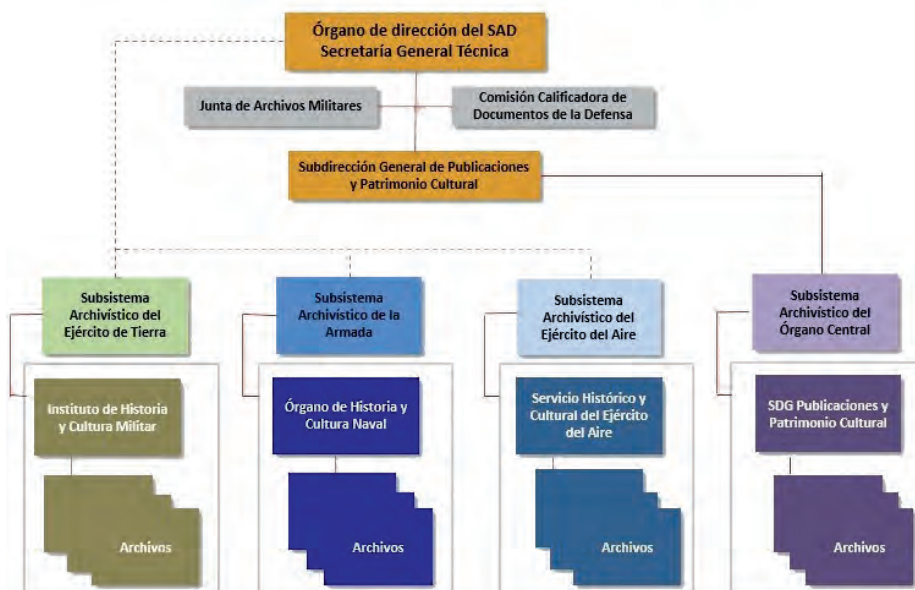 Órgano de dirección del SAD
Secretaría General Técnica
Junta de Archivos Militares
Comisión Calificadora de
Documentos de la Defensa
Subdirección General de Publicaciones
y Patrimonio Cultural
Subsistema
Archivístico del
Ejército de Tierra
Subsistema
Archivístico de la
Armada
Subsistema
Archivístico del
Ejército del Aire
Subsistema
Archivístico del
Órgano Central
Instituto de Historia
y Cultura Militar
Órgano de Historia y
Cultura Naval
Servicio Histórico y
Cultural del Ejército
del Aire
SDG Publicaciones y
Patrimonio Cultural
Archivos
Archivos
Archivos
Archivos